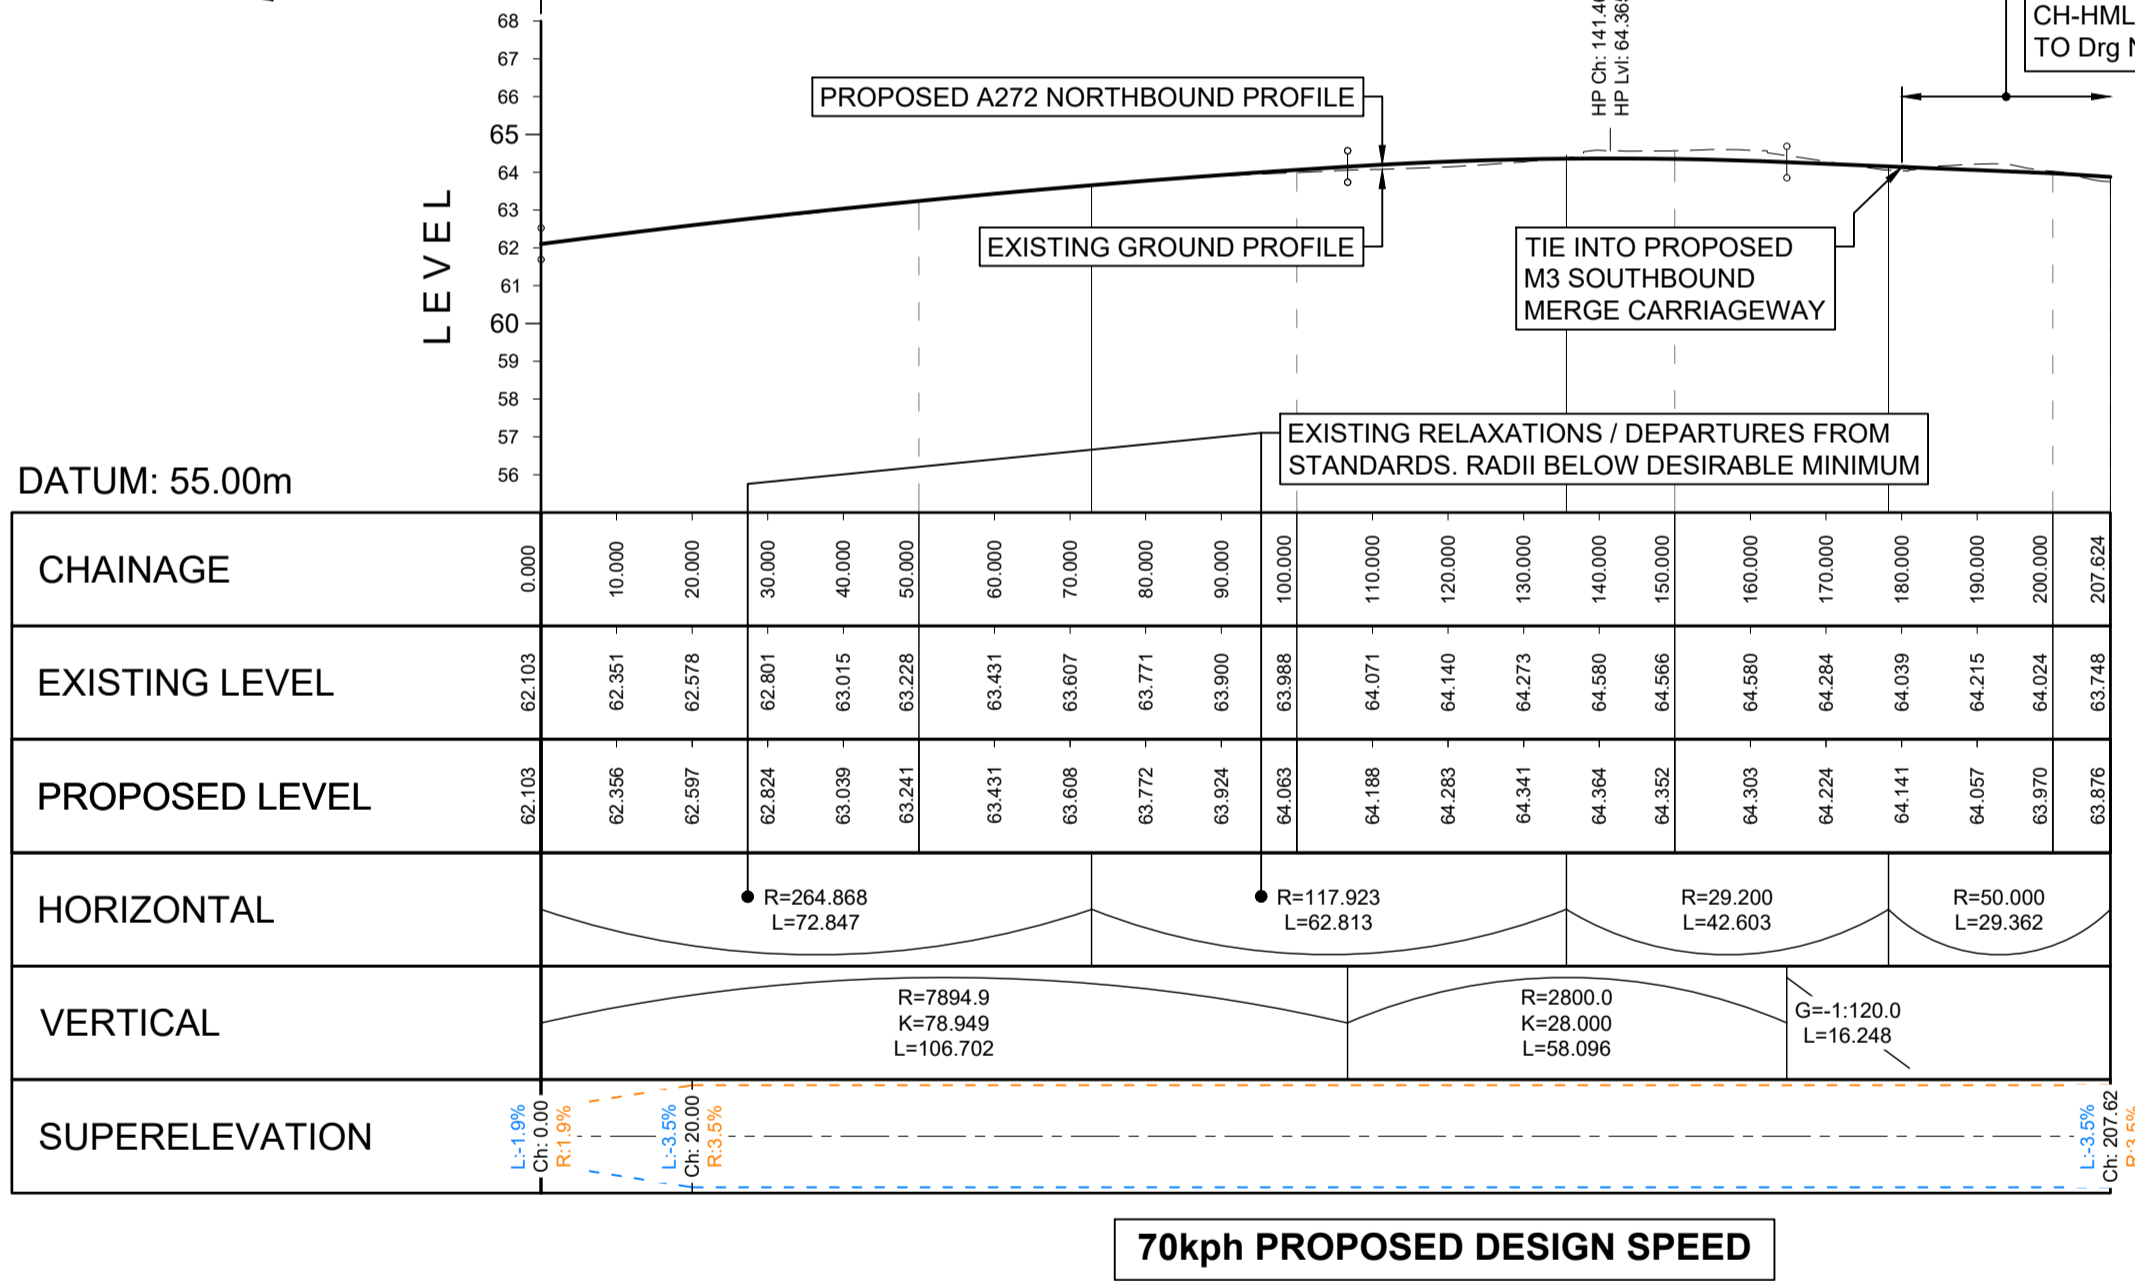 68
67
66
65
64
63
62
61
60
59
58
57
56
LEVEL
DATUM: 55.00m
HP Ch: 141.46
HP Lvl: 64.365
CH-HML
TO Drg
PROPOSED A272 NORTHBOUND PROFILE
EXISTING GROUND PROFILE
TIE INTO PROPOSED
M3 SOUTHBOUND
MERGE CARRIAGEWAY
EXISTING RELAXATIONS / DEPARTURES FROM
STANDARDS. RADII BELOW DESIRABLE MINIMUM
CHAINAGE 0.000 10.000 20.000 30.000 40.000 50.000 60.000 70.000 80.000 90.000 100.000 110.000 120.000 130.000 140.000 150.000 160.000 170.000 180.000 190.000 200.000 207.624
EXISTING LEVEL 62.103 62.351 62.578 62.801 63.015 63.228 63.431 63.607 63.771 63.900 63.988 64.071 64.140 64.273 64.580 64.566 64.580 64.284 64.039 64.215 64.024 63.748
PROPOSED LEVEL 62.103 62.356 62.597 62.824 63.039 63.241 63.431 63.608 63.772 63.924 64.063 64.188 64.283 64.341 64.364 64.352 64.303 64.224 64.141 64.057 63.970 63.876
HORIZONTAL
R=264.868
L=72.847
R=117.923
L=62.813
R=29.200
L=42.603
R=50.000
L=29.362
VERTICAL
R=7894.9
K=78.949
L=106.702
R=2800.0
K=28.000
L=58.096
G=-1:120.0
L=16.248
SUPERELEVATION
L:-1.9%
Ch: 0.00
R:1.9%
L:-3.5%
Ch: 20.00
R:3.5%
L:-3.5%
Ch: 207.62
R:3.5%
70kph PROPOSED DESIGN SPEED